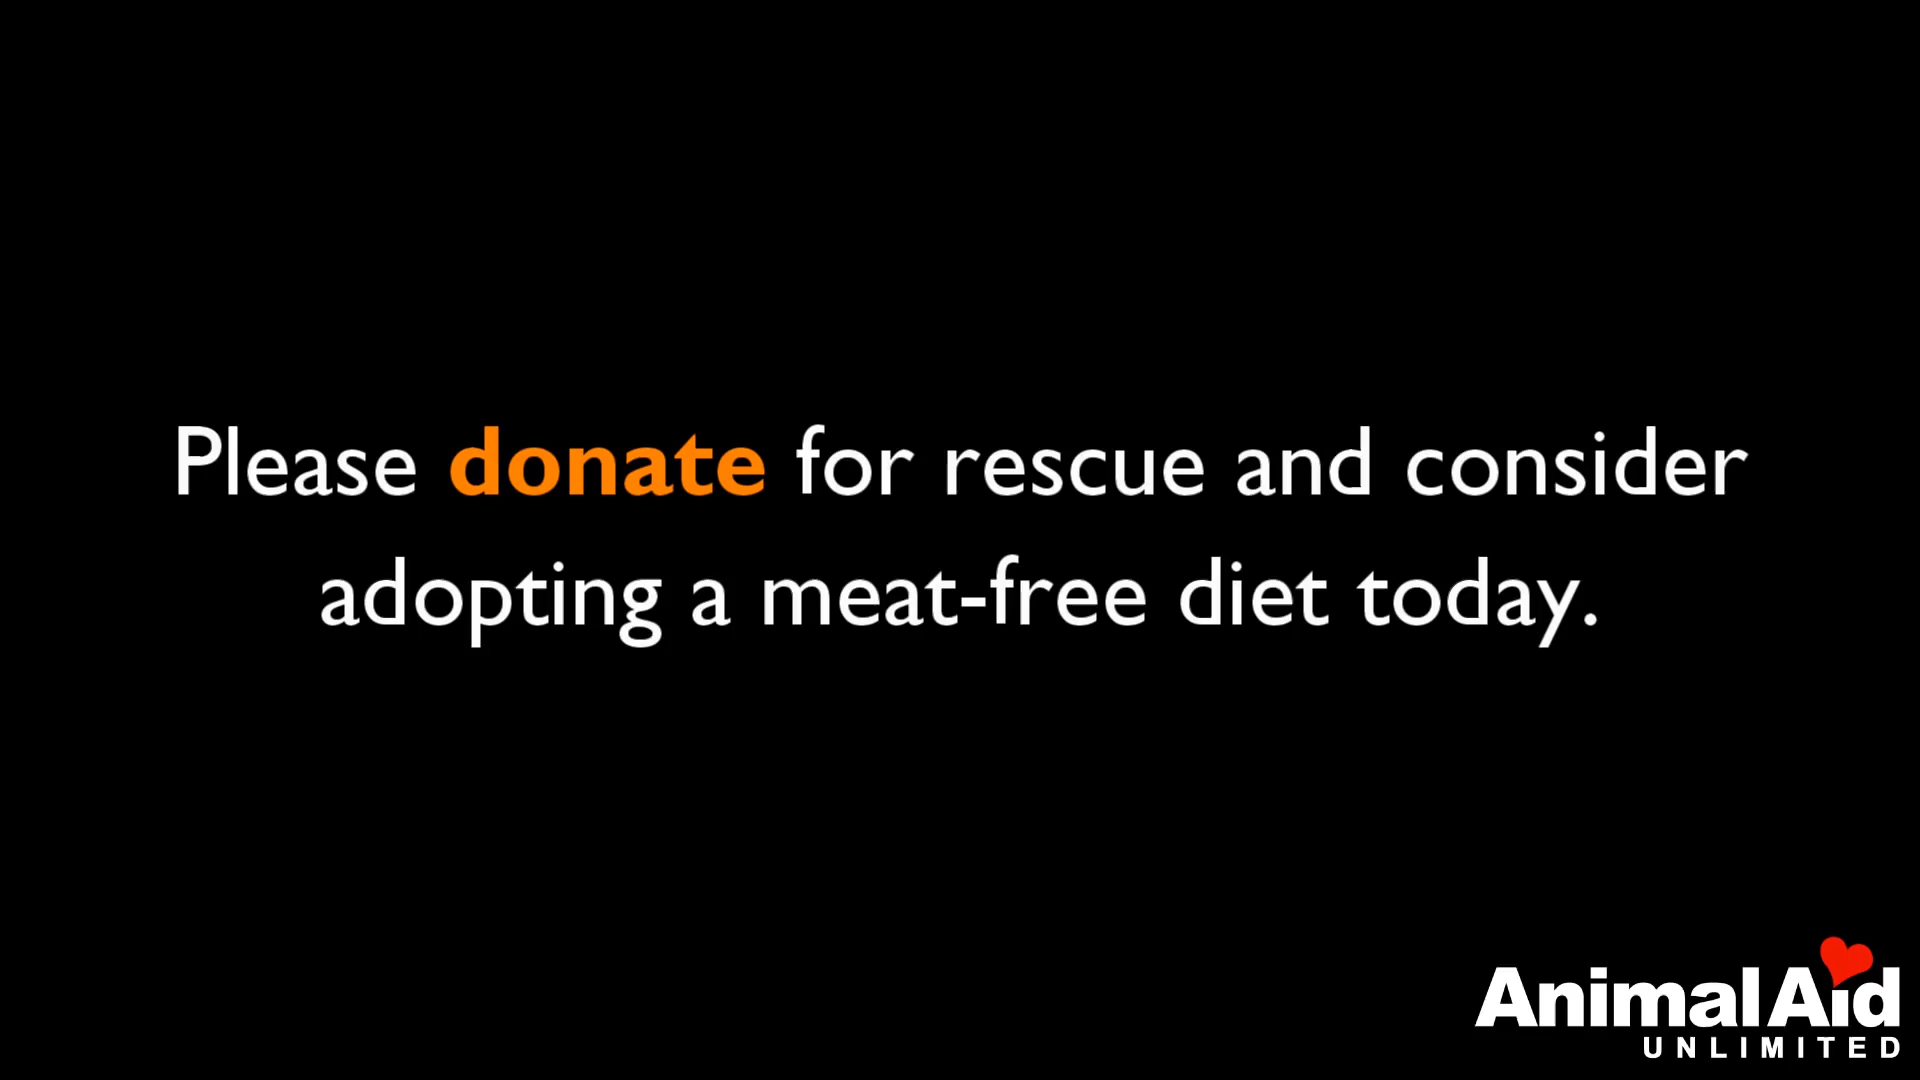 Please donate for rescue and consider
adopting a meat-free diet today.
Animal Aid
UNLIMITED